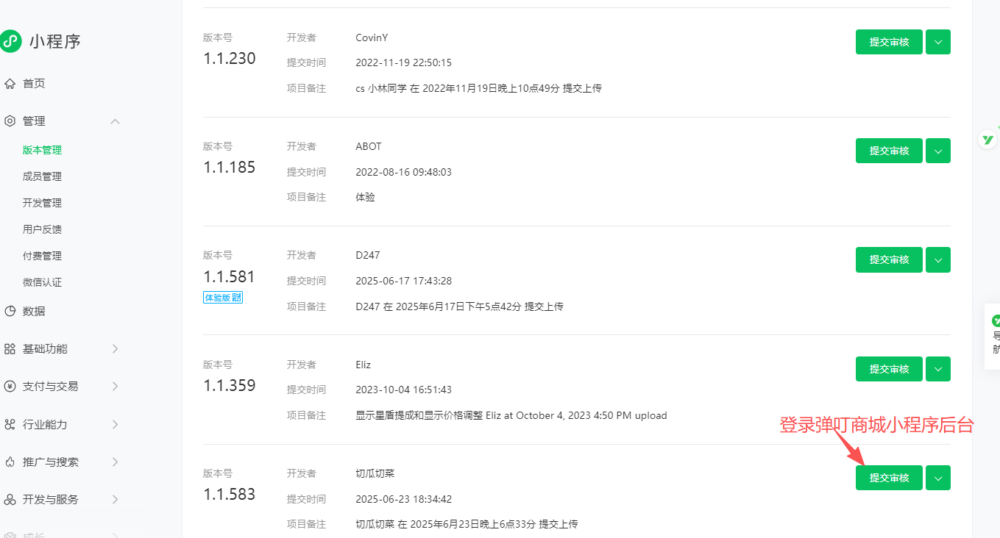 小程序
首页
管理
版本管理
成员管理
开发管理
用户反馈
付费管理
微信认证
数据
基础功能
支付与交易
行业能力
推广与搜索
开发与服务
成长
版本号 开发者 CovinY 提交审核
1.1.230 提交时间 2022-11-19 22:50:15
项目备注 cs 小林同学 在 2022年11月19日晚上10点49分 提交上传
版本号 开发者 ABOT 提交审核
1.1.185 提交时间 2022-08-16 09:48:03
项目备注 体验
版本号 开发者 D247 提交审核
1.1.581 提交时间 2025-06-17 17:43:28
体验版
项目备注 D247 在 2025年6月17日下午5点42分 提交上传
版本号 开发者 Eliz 提交审核
1.1.359 提交时间 2023-10-04 16:51:43
项目备注 显示星盾提成和显示价格调整 Eliz at October 4, 2023 4:50 PM upload
登录弹叮商城小程序后台
版本号 开发者 切瓜切菜 提交审核
1.1.583 提交时间 2025-06-23 18:34:42
项目备注 切瓜切菜 在 2025年6月23日晚上6点33分 提交上传
导
航